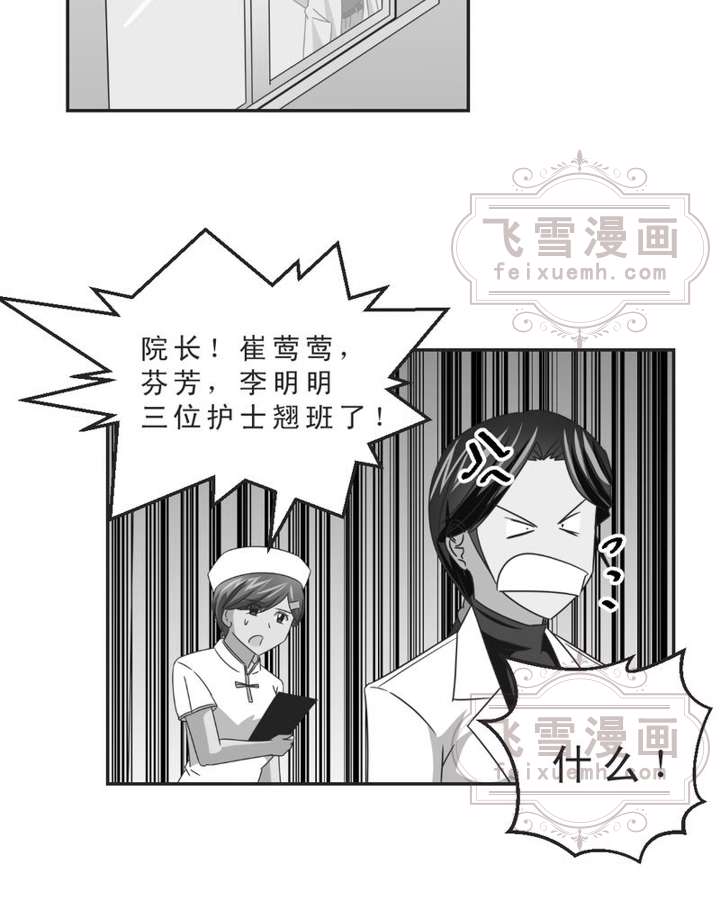 飞雪漫画
feixuemh.com
院长！崔莺莺，
芬芳，李明明
三位护士翘班了！
什么！
飞雪漫画
feixuemh.com